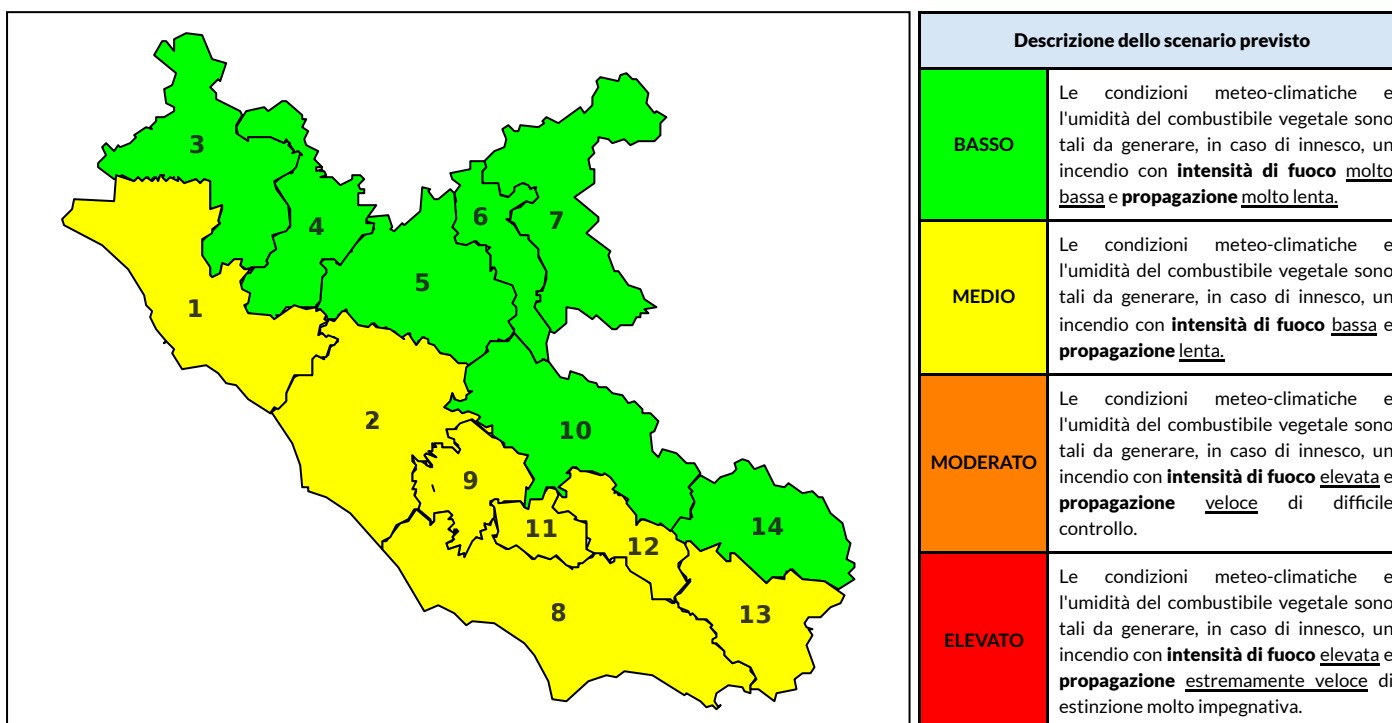 3
4
6
7
5
1
2
10
9
11
12
14
8
13
Descrizione dello scenario previsto
BASSO
Le condizioni meteo-climatiche e
l'umidità del combustibile vegetale sono
tali da generare, in caso di innesco, un
incendio con intensità di fuoco molto
bassa e propagazione molto lenta.
MEDIO
Le condizioni meteo-climatiche e
l'umidità del combustibile vegetale sono
tali da generare, in caso di innesco, un
incendio con intensità di fuoco bassa e
propagazione lenta.
MODERATO
Le condizioni meteo-climatiche e
l'umidità del combustibile vegetale sono
tali da generare, in caso di innesco, un
incendio con intensità di fuoco elevata e
propagazione veloce di difficile
controllo.
ELEVATO
Le condizioni meteo-climatiche e
l'umidità del combustibile vegetale sono
tali da generare, in caso di innesco, un
incendio con intensità di fuoco elevata e
propagazione estremamente veloce di
estinzione molto impegnativa.